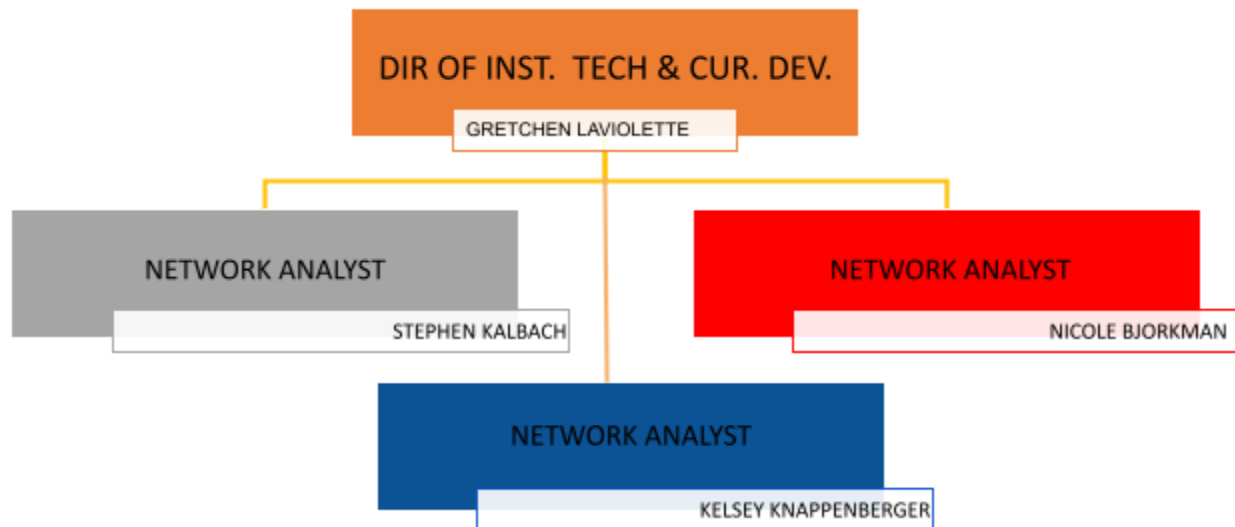 DIR OF INST.  TECH & CUR. DEV.
GRETCHEN LAVIOLETTE
NETWORK ANALYST
STEPHEN KALBACH
NETWORK ANALYST
NICOLE BJORKMAN
NETWORK ANALYST
KELSEY KNAPPENBERGER